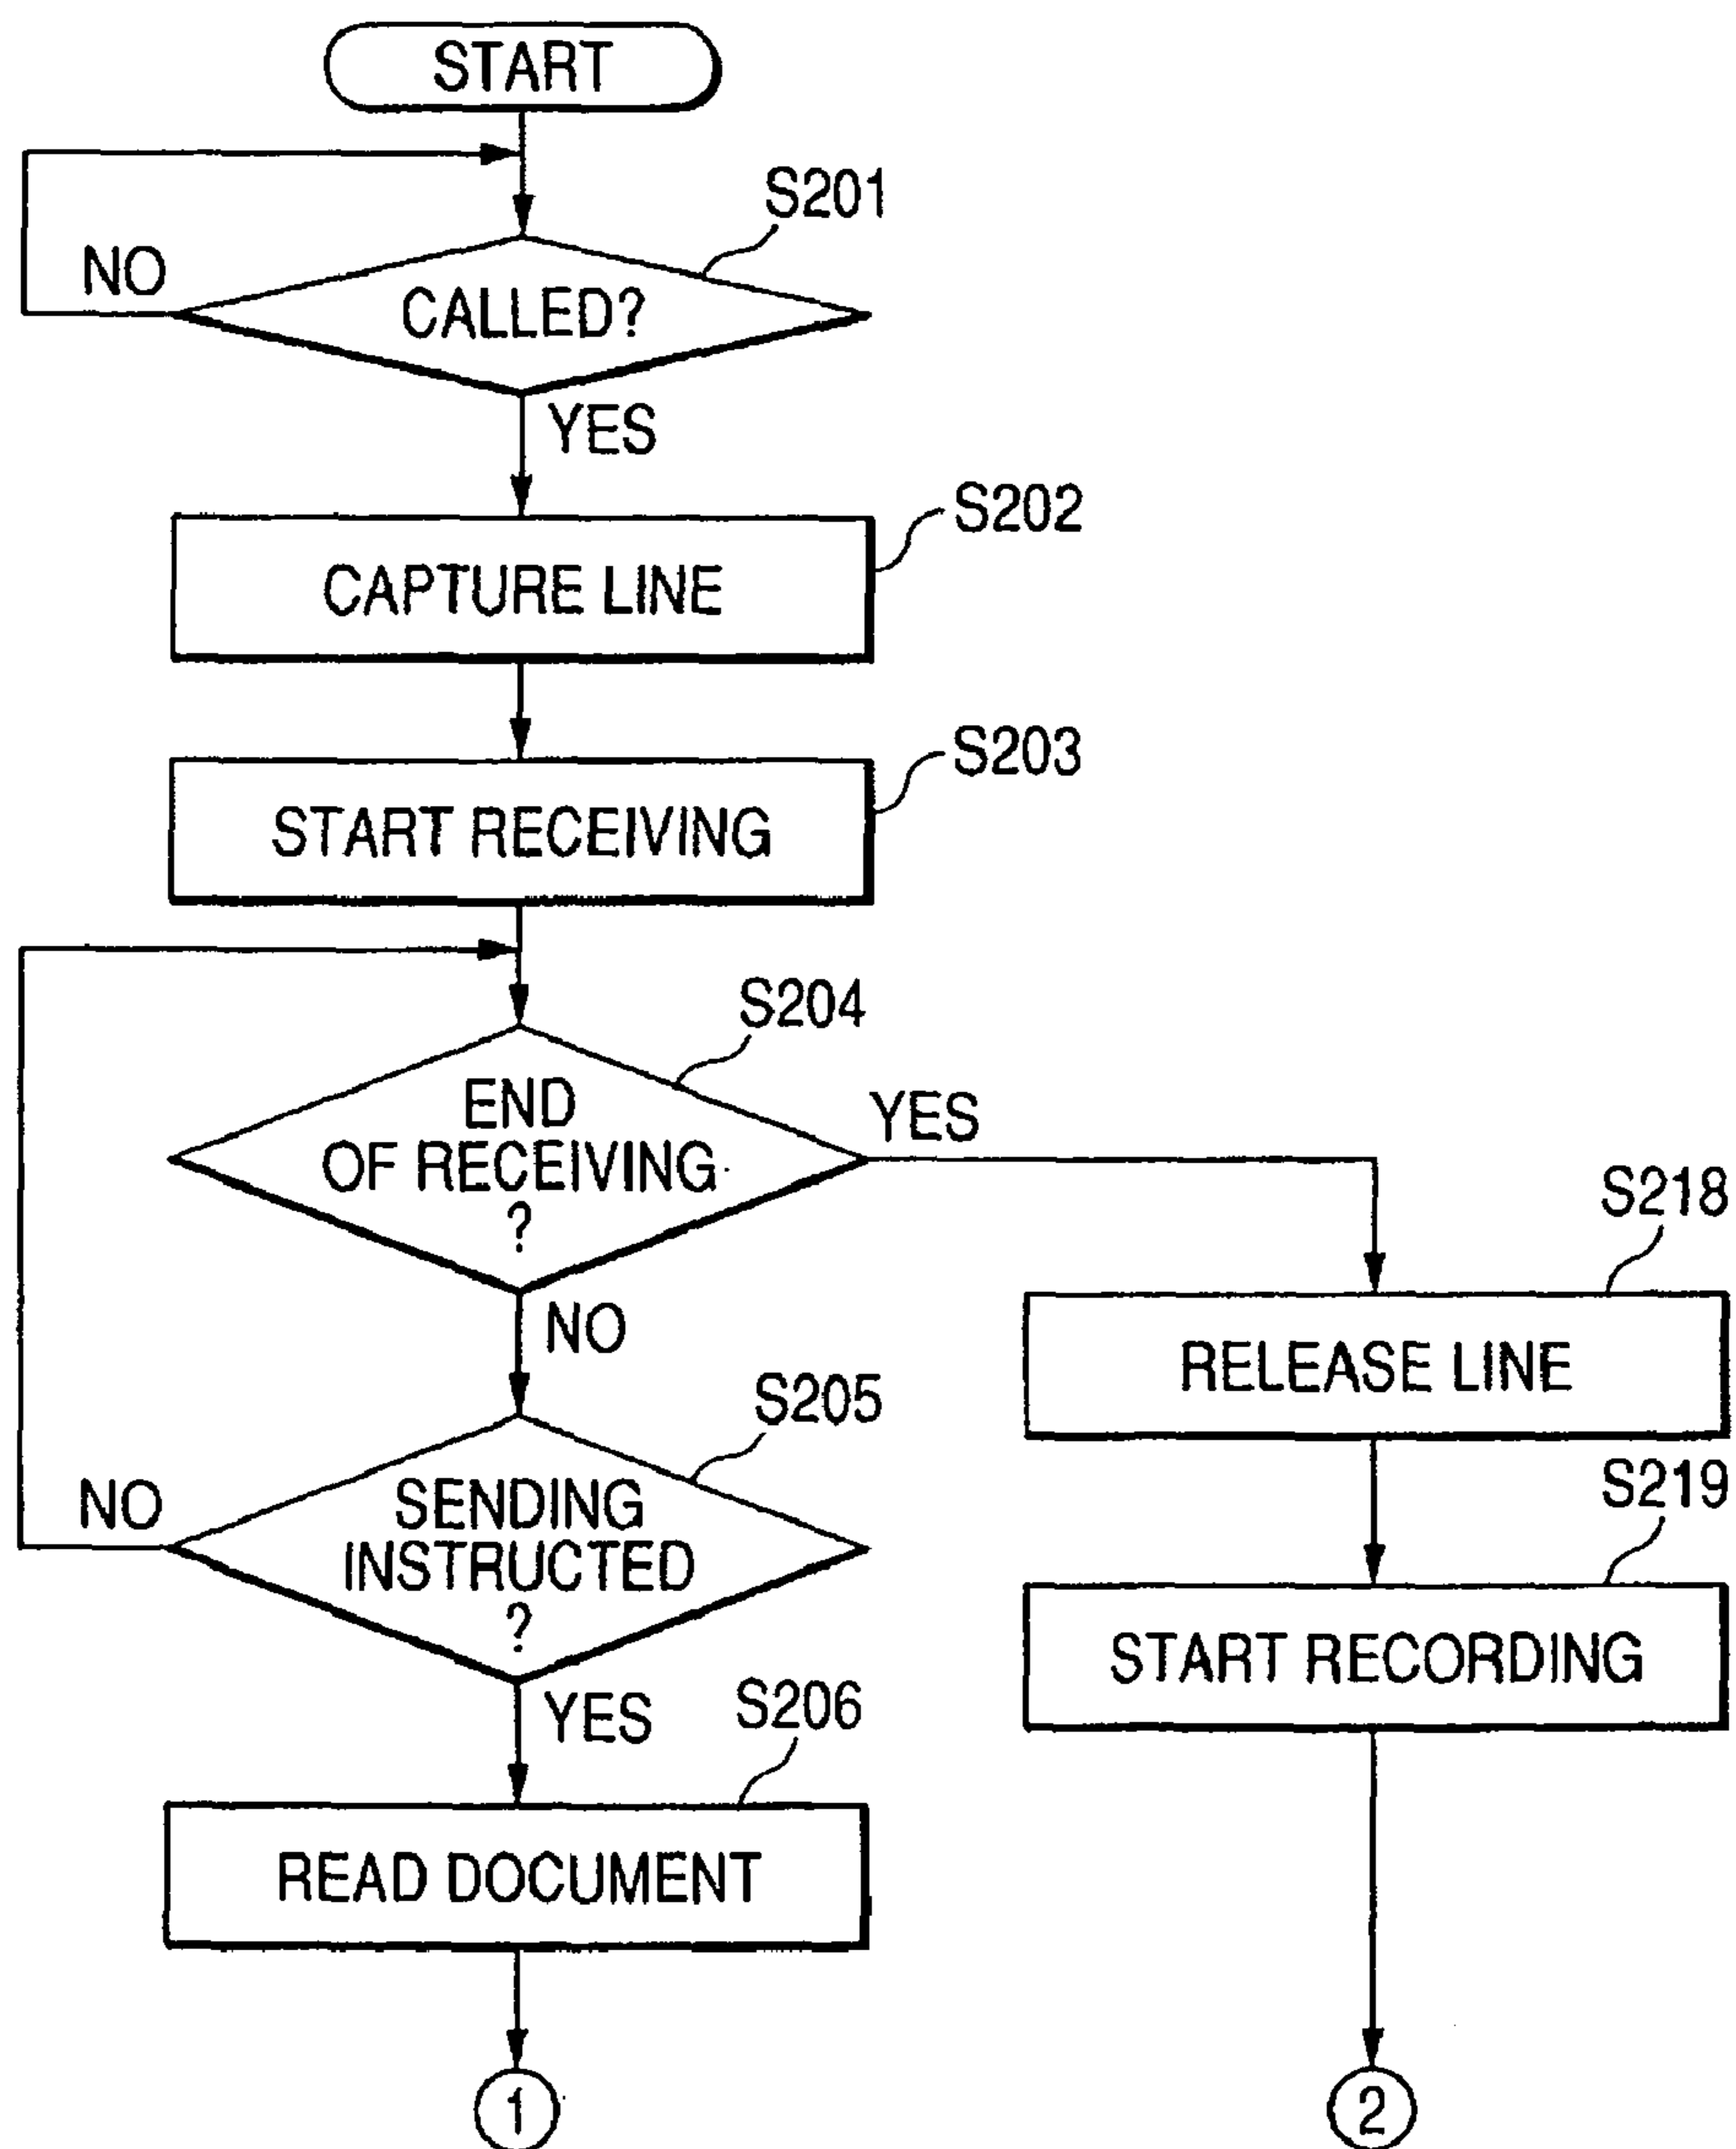 START
S201
NO
CALLED?
YES
S202
CAPTURE LINE
S203
START RECEIVING
S204
END
OF RECEIVING
?
YES
NO
S218
RELEASE LINE
S205
SENDING
INSTRUCTED
?
NO
YES
S219
START RECORDING
S206
READ DOCUMENT
1
2